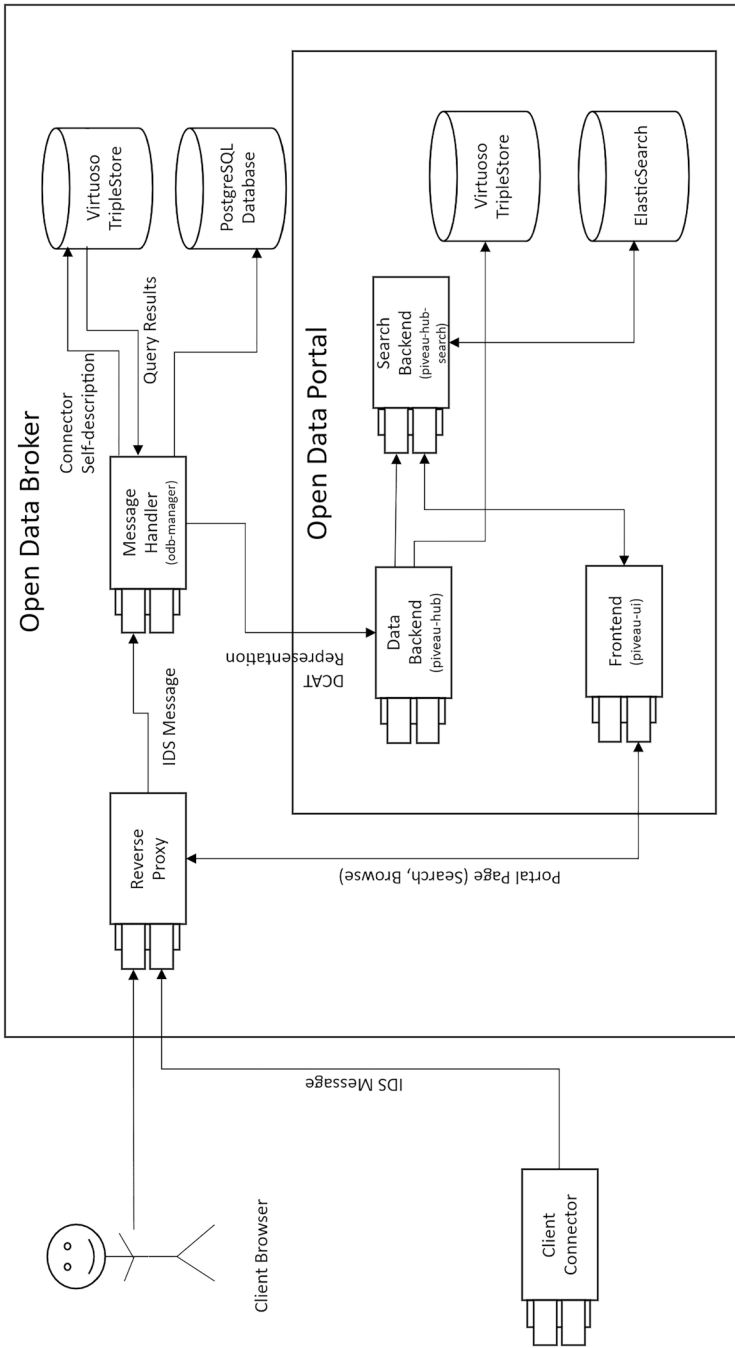 Open Data Broker
Connector
Self-description
Query Results
Virtuoso
TripleStore
PostgreSQL
Database
Message
Handler
(odb-manager)
IDS Message
Reverse
Proxy
Client Browser
IDS Message
Client
Connector
Portal Page (Search, Browse)
DCAT
Representation
Open Data Portal
Data
Backend
(piveau-hub)
Search
Backend
(piveau-hub-
search)
Virtuoso
TripleStore
ElasticSearch
Frontend
(piveau-ui)